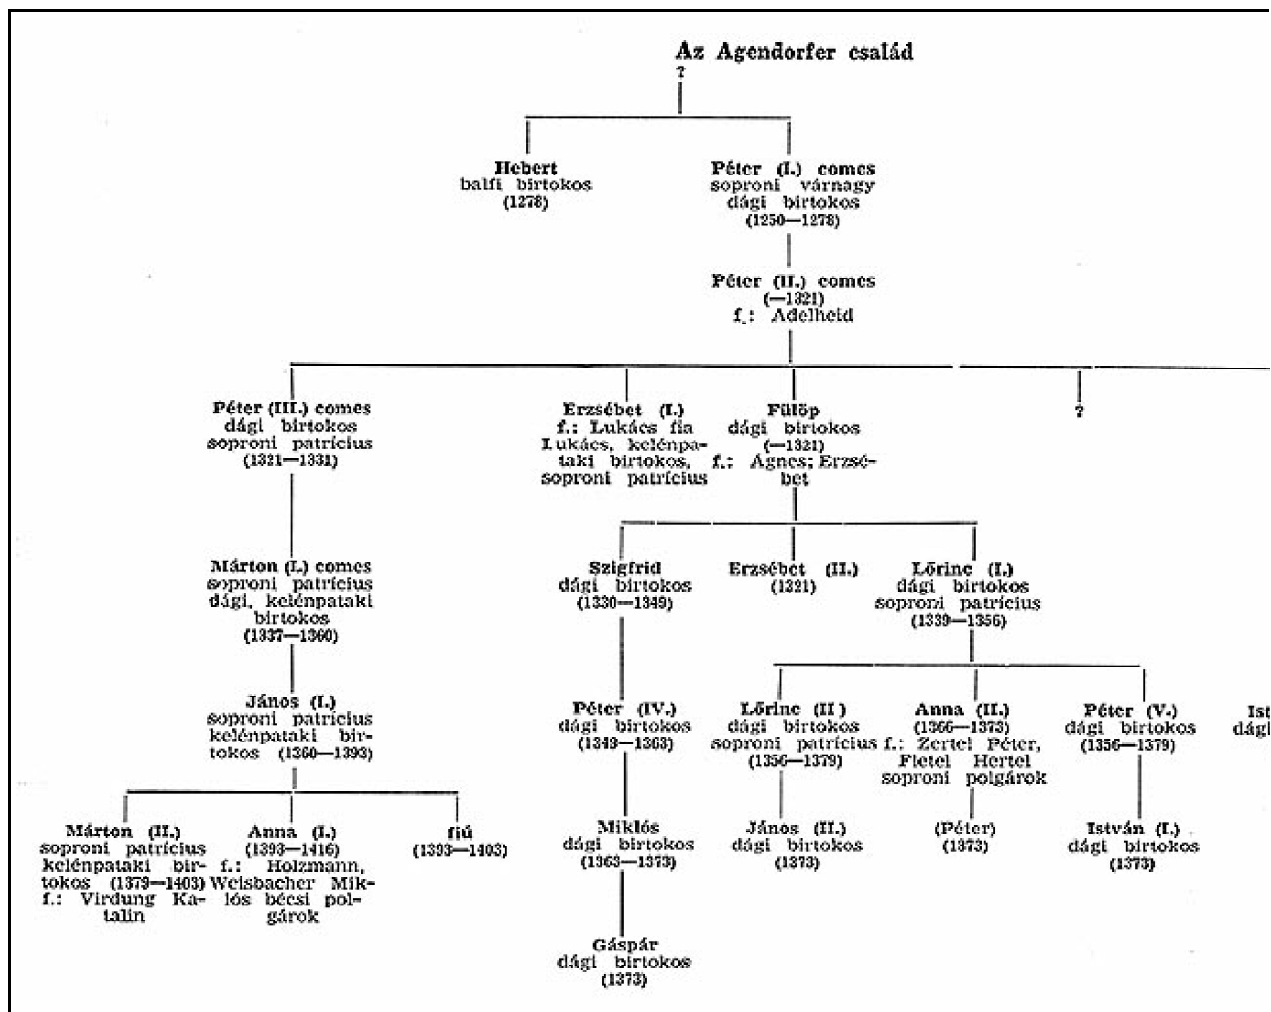 Az Agendorfer család
?
Hebert
balfi birtokos
(1278)
Péter (I.) comes
soproni várnagy
dági birtokos
(1250—1278)
Péter (II.) comes
(—1321)
f.: Adelheid
Péter (III.) comes
dági birtokos
soproni patrícius
(1321—1331)
Erzsébet (I.)
f.: Lukács fia
Lukács, kelénpa-
taki birtokos,
soproni patrícius
Fülöp
dági birtokos
(—1321)
f.: Agnes; Erzsé-
bet
?
Márton (I.) comes
soproni patrícius
dági, kelénpataki
birtokos
(1337—1360)
Szigfrid
dági birtokos
(1330—1349)
Erzsébet (II.)
(1321)
Lőrinc (I.)
dági birtokos
soproni patrícius
(1339—1356)
János (I.)
soproni patrícius
kelénpataki bir-
tokos (1360—1393)
Péter (IV.)
dági birtokos
(1349—1363)
Lőrinc (II.)
dági birtokos
soproni patrícius
(1356—1379)
Anna (II.)
(1366—1373)
f.: Zertel Péter,
Fletel Hertel
soproni polgárok
Péter (V.)
dági birtokos
(1356—1379)
Ist
dági
Márton (II.)
soproni patrícius
kelénpataki bir-
tokos (1379—1403)
f.: Virdung Ka-
talin
Anna (I.)
(1393—1416)
f.: Holzmann,
Weisbacher Mik-
lós bécsi pol-
gárok
fiú
(1393—1403)
Miklós
dági birtokos
(1363—1373)
János (II.)
dági birtokos
(1373)
(Péter)
(1373)
István (I.)
dági birtokos
(1373)
Gáspár
dági birtokos
(1373)